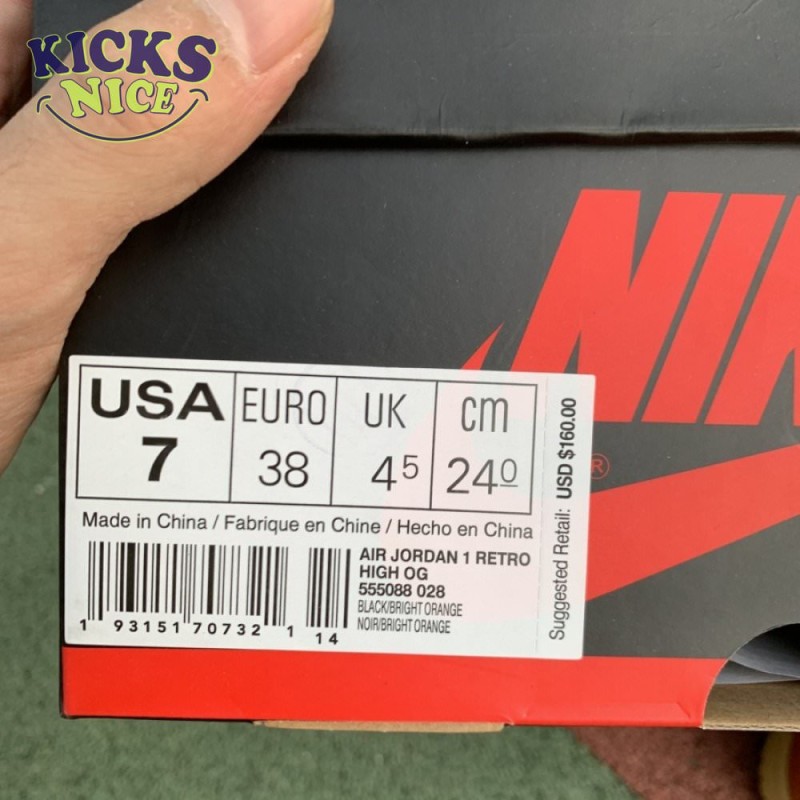 KICKS
NICE
NIK
R
USA EURO UK cm
7 38 4 5 24 0
Made in China / Fabrique en Chine / Hecho en China
AIR JORDAN 1 RETRO
HIGH OG
555088 028
BLACK/BRIGHT ORANGE
NOIR/BRIGHT ORANGE
1 93151 70732 1 14
Suggested Retail: USD $160.00